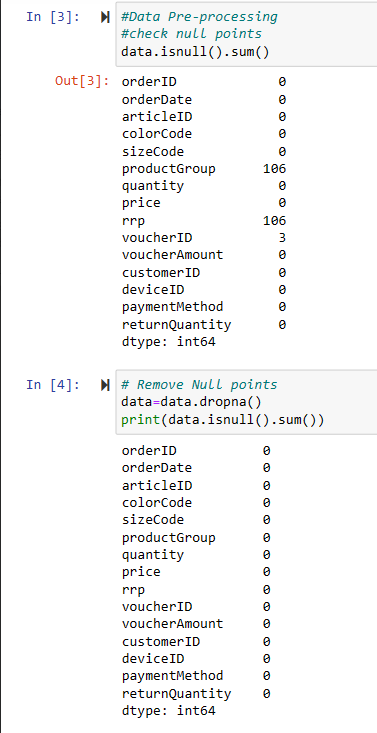 In [3]: #Data Pre-processing
#check null points
data.isnull().sum()
Out[3]: orderID 0
orderDate 0
articleID 0
colorCode 0
sizeCode 0
productGroup 106
quantity 0
price 0
rrp 106
voucherID 3
voucherAmount 0
customerID 0
deviceID 0
paymentMethod 0
returnQuantity 0
dtype: int64
In [4]: # Remove Null points
data=data.dropna()
print(data.isnull().sum())
orderID 0
orderDate 0
articleID 0
colorCode 0
sizeCode 0
productGroup 0
quantity 0
price 0
rrp 0
voucherID 0
voucherAmount 0
customerID 0
deviceID 0
paymentMethod 0
returnQuantity 0
dtype: int64